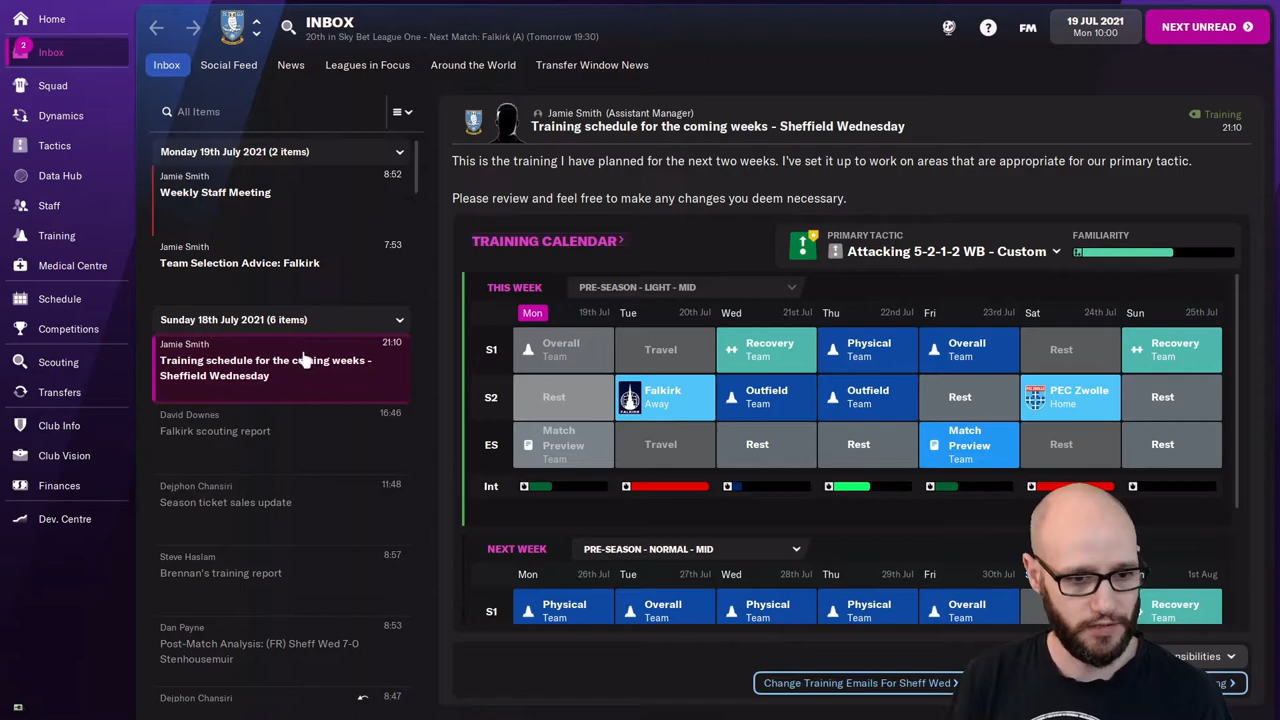 Home
INBOX
20th in Sky Bet League One - Next Match: Falkirk (A) (Tomorrow 19:30)
FM
19 JUL 2021
Mon 10:00
NEXT UNREAD
2
Inbox
Squad
Dynamics
Tactics
Data Hub
Staff
Training
Medical Centre
Schedule
Competitions
Scouting
Transfers
Club Info
Club Vision
Finances
Dev. Centre
Inbox
Social Feed
News
Leagues in Focus
Around the World
Transfer Window News
All Items
Monday 19th July 2021 (2 items)
Jamie Smith
8:52
Weekly Staff Meeting
Jamie Smith
7:53
Team Selection Advice: Falkirk
Sunday 18th July 2021 (6 items)
Jamie Smith
21:10
Training schedule for the coming weeks -
Sheffield Wednesday
David Downes
16:46
Falkirk scouting report
Dejphon Chansiri
11:48
Season ticket sales update
Steve Haslam
8:57
Brennan's training report
Dan Payne
8:53
Post-Match Analysis: (FR) Sheff Wed 7-0
Stenhousemuir
Dejphon Chansiri
8:47
Jamie Smith (Assistant Manager)
Training schedule for the coming weeks - Sheffield Wednesday
Training
21:10
This is the training I have planned for the next two weeks. I've set it up to work on areas that are appropriate for our primary tactic.
Please review and feel free to make any changes you deem necessary.
TRAINING CALENDAR
PRIMARY TACTIC
Attacking 5-2-1-2 WB - Custom
FAMILIARITY
THIS WEEK
PRE-SEASON - LIGHT - MID
Mon 19th Jul Tue 20th Jul Wed 21st Jul Thu 22nd Jul Fri 23rd Jul Sat 24th Jul Sun 25th Jul
S1
Overall
Team
Travel
Recovery
Team
Physical
Team
Overall
Team
Rest
Recovery
Team
S2
Rest
FALKIRK
Falkirk
Away
Outfield
Team
Outfield
Team
Rest
PEC Zwolle
Home
Rest
ES
Match
Preview
Team
Travel
Rest
Rest
Match
Preview
Team
Rest
Rest
Int
NEXT WEEK
PRE-SEASON - NORMAL - MID
Mon 26th Jul Tue 27th Jul Wed 28th Jul Thu 29th Jul Fri 30th Jul 1st Aug
S1
Physical
Team
Overall
Team
Physical
Team
Physical
Team
Overall
Team
Recovery
Team
Change Training Emails For Sheff Wed